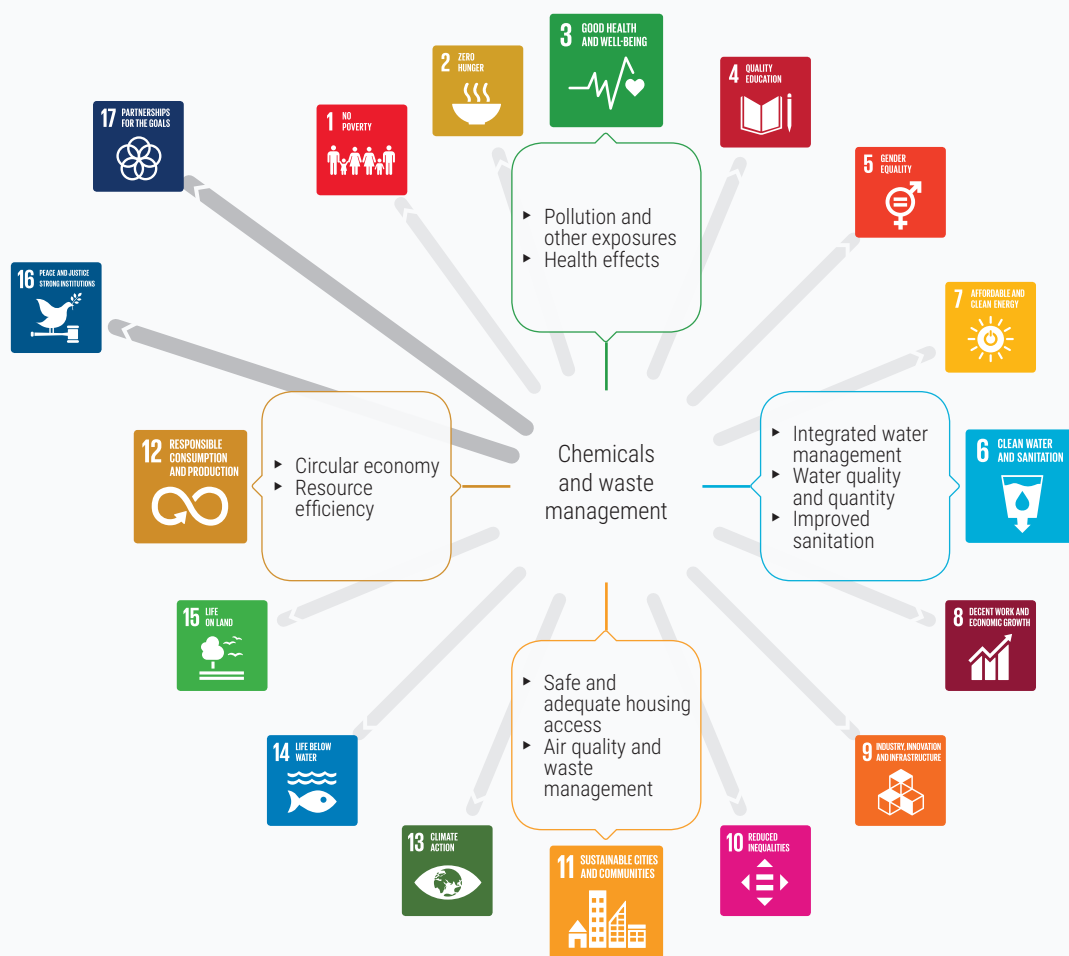 3 GOOD HEALTH
AND WELL-BEING
2 ZERO
HUNGER
4 QUALITY
EDUCATION
17 PARTNERSHIPS
FOR THE GOALS
1 NO
POVERTY
5 GENDER
EQUALITY
► Pollution and
other exposures
► Health effects
16 PEACE AND JUSTICE
STRONG INSTITUTIONS
7 AFFORDABLE AND
CLEAN ENERGY
12 RESPONSIBLE
CONSUMPTION
AND PRODUCTION
► Circular economy
► Resource
efficiency
Chemicals
and waste
management
► Integrated water
management
► Water quality
and quantity
► Improved
sanitation
6 CLEAN WATER
AND SANITATION
15 LIFE
ON LAND
8 DECENT WORK AND
ECONOMIC GROWTH
► Safe and
adequate housing
access
► Air quality and
waste
management
14 LIFE BELOW
WATER
9 INDUSTRY, INNOVATION
AND INFRASTRUCTURE
13 CLIMATE
ACTION
11 SUSTAINABLE CITIES
AND COMMUNITIES
10 REDUCED
INEQUALITIES